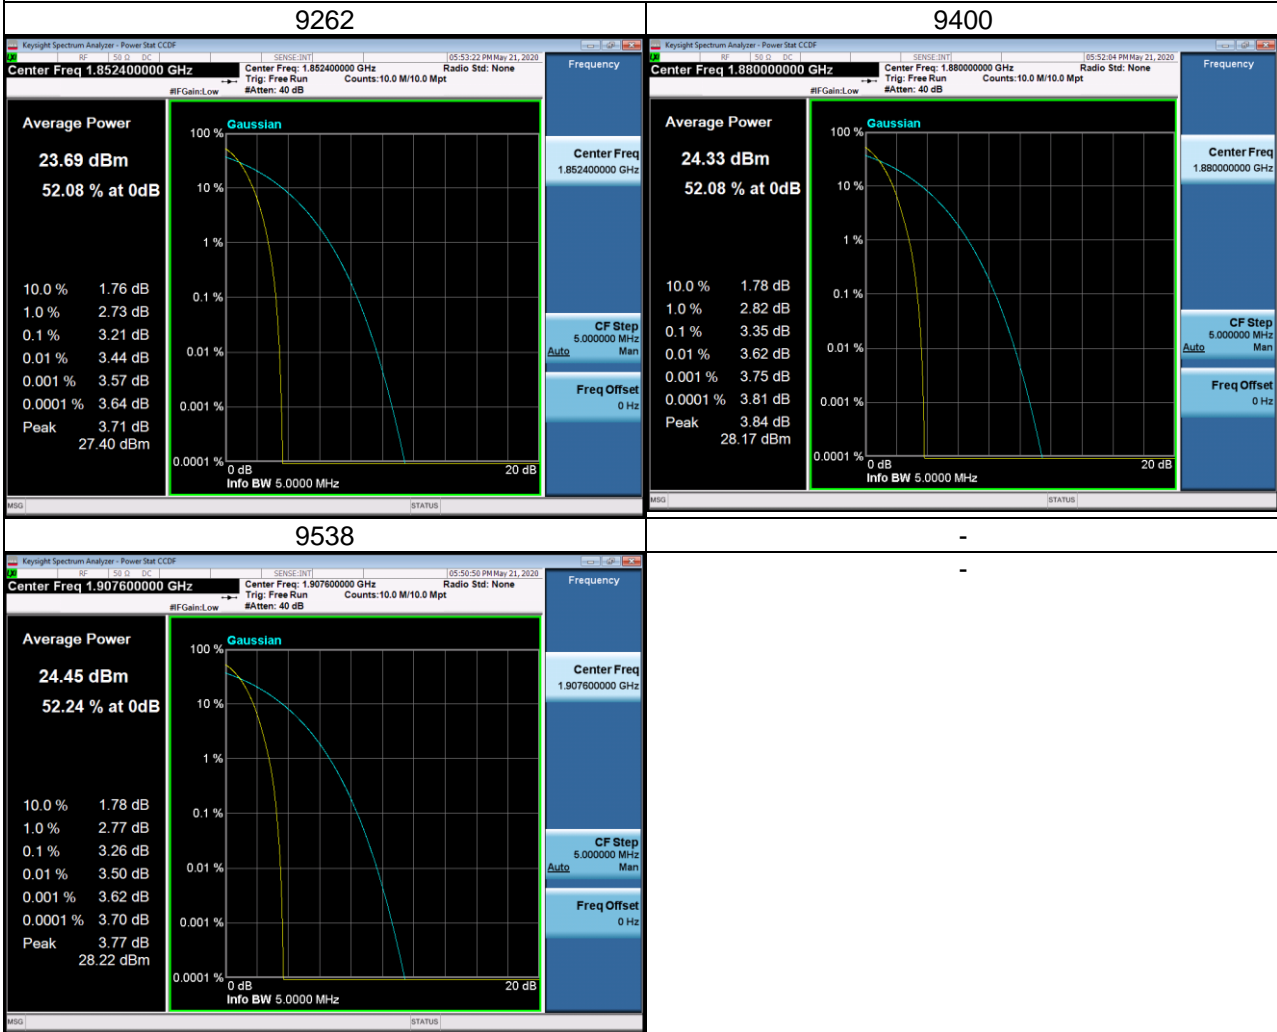 9262
9400
Keysight Spectrum Analyzer - Power Stat CCDF
RF 50 Ω DC SENSE:INT 05:53:22 PM May 21, 2020
Center Freq 1.852400000 GHz
Center Freq: 1.852400000 GHz Radio Std: None
Trig: Free Run Counts:10.0 M/10.0 Mpt
#IFGain:Low #Atten: 40 dB
Average Power
23.69 dBm
52.08 % at 0dB
10.0 % 1.76 dB
1.0 % 2.73 dB
0.1 % 3.21 dB
0.01 % 3.44 dB
0.001 % 3.57 dB
0.0001 % 3.64 dB
Peak 3.71 dB
27.40 dBm
Gaussian
100 %
10 %
1 %
0.1 %
0.01 %
0.001 %
0.0001 %
0 dB 20 dB
Info BW 5.0000 MHz
Frequency
Center Freq
1.852400000 GHz
CF Step
5.000000 MHz
Auto Man
Freq Offset
0 Hz
MSG STATUS
Keysight Spectrum Analyzer - Power Stat CCDF
RF 50 Ω DC SENSE:INT 05:52:04 PM May 21, 2020
Center Freq 1.880000000 GHz
Center Freq: 1.880000000 GHz Radio Std: None
Trig: Free Run Counts:10.0 M/10.0 Mpt
#IFGain:Low #Atten: 40 dB
Average Power
24.33 dBm
52.08 % at 0dB
10.0 % 1.78 dB
1.0 % 2.82 dB
0.1 % 3.35 dB
0.01 % 3.62 dB
0.001 % 3.75 dB
0.0001 % 3.81 dB
Peak 3.84 dB
28.17 dBm
Gaussian
100 %
10 %
1 %
0.1 %
0.01 %
0.001 %
0.0001 %
0 dB 20 dB
Info BW 5.0000 MHz
Frequency
Center Freq
1.880000000 GHz
CF Step
5.000000 MHz
Auto Man
Freq Offset
0 Hz
MSG STATUS
9538
-
-
Keysight Spectrum Analyzer - Power Stat CCDF
RF 50 Ω DC SENSE:INT 05:50:50 PM May 21, 2020
Center Freq 1.907600000 GHz
Center Freq: 1.907600000 GHz Radio Std: None
Trig: Free Run Counts:10.0 M/10.0 Mpt
#IFGain:Low #Atten: 40 dB
Average Power
24.45 dBm
52.24 % at 0dB
10.0 % 1.78 dB
1.0 % 2.77 dB
0.1 % 3.26 dB
0.01 % 3.50 dB
0.001 % 3.62 dB
0.0001 % 3.70 dB
Peak 3.77 dB
28.22 dBm
Gaussian
100 %
10 %
1 %
0.1 %
0.01 %
0.001 %
0.0001 %
0 dB 20 dB
Info BW 5.0000 MHz
Frequency
Center Freq
1.907600000 GHz
CF Step
5.000000 MHz
Auto Man
Freq Offset
0 Hz
MSG STATUS